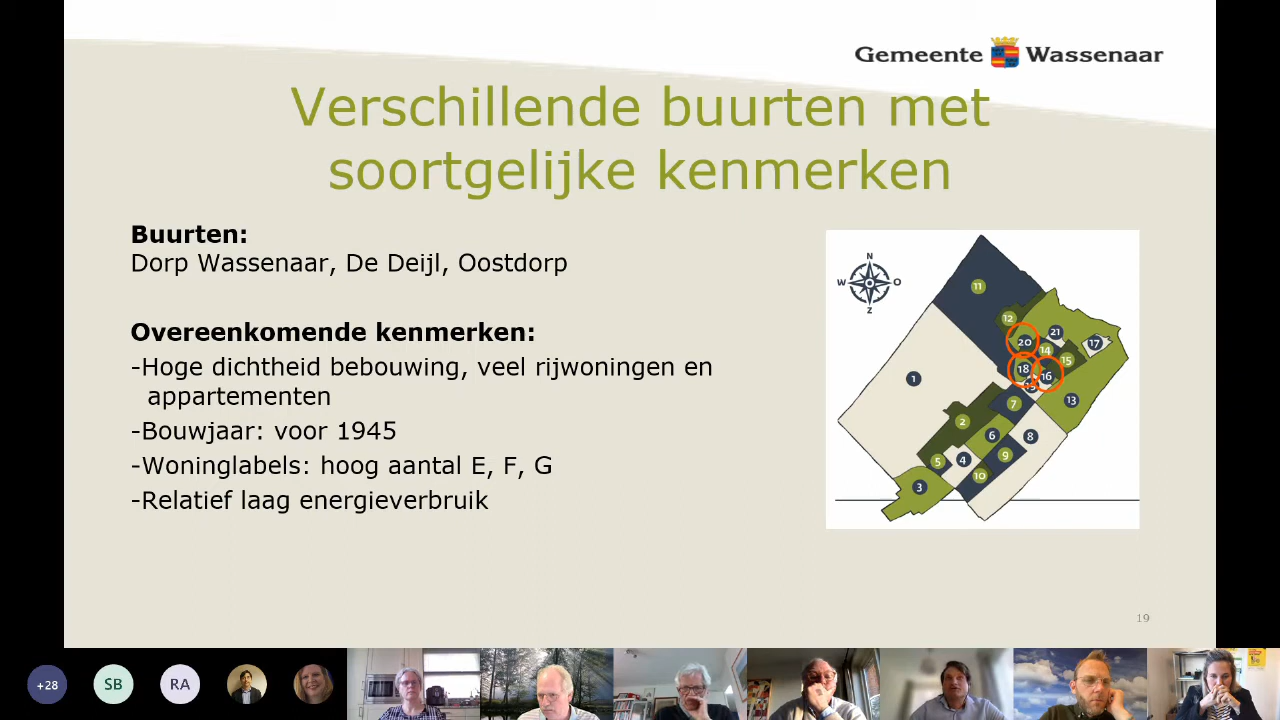 Gemeente Wassenaar
Verschillende buurten met
soortgelijke kenmerken
Buurten:
Dorp Wassenaar, De Deijl, Oostdorp
Overeenkomende kenmerken:
-Hoge dichtheid bebouwing, veel rijwoningen en
appartementen
-Bouwjaar: voor 1945
-Woninglabels: hoog aantal E, F, G
-Relatief laag energieverbruik
N
W O
Z
11
12
21
20
17
14
15
18
16
1
19
13
7
2
6
8
9
5
4
10
3
19
+28
SB
RA